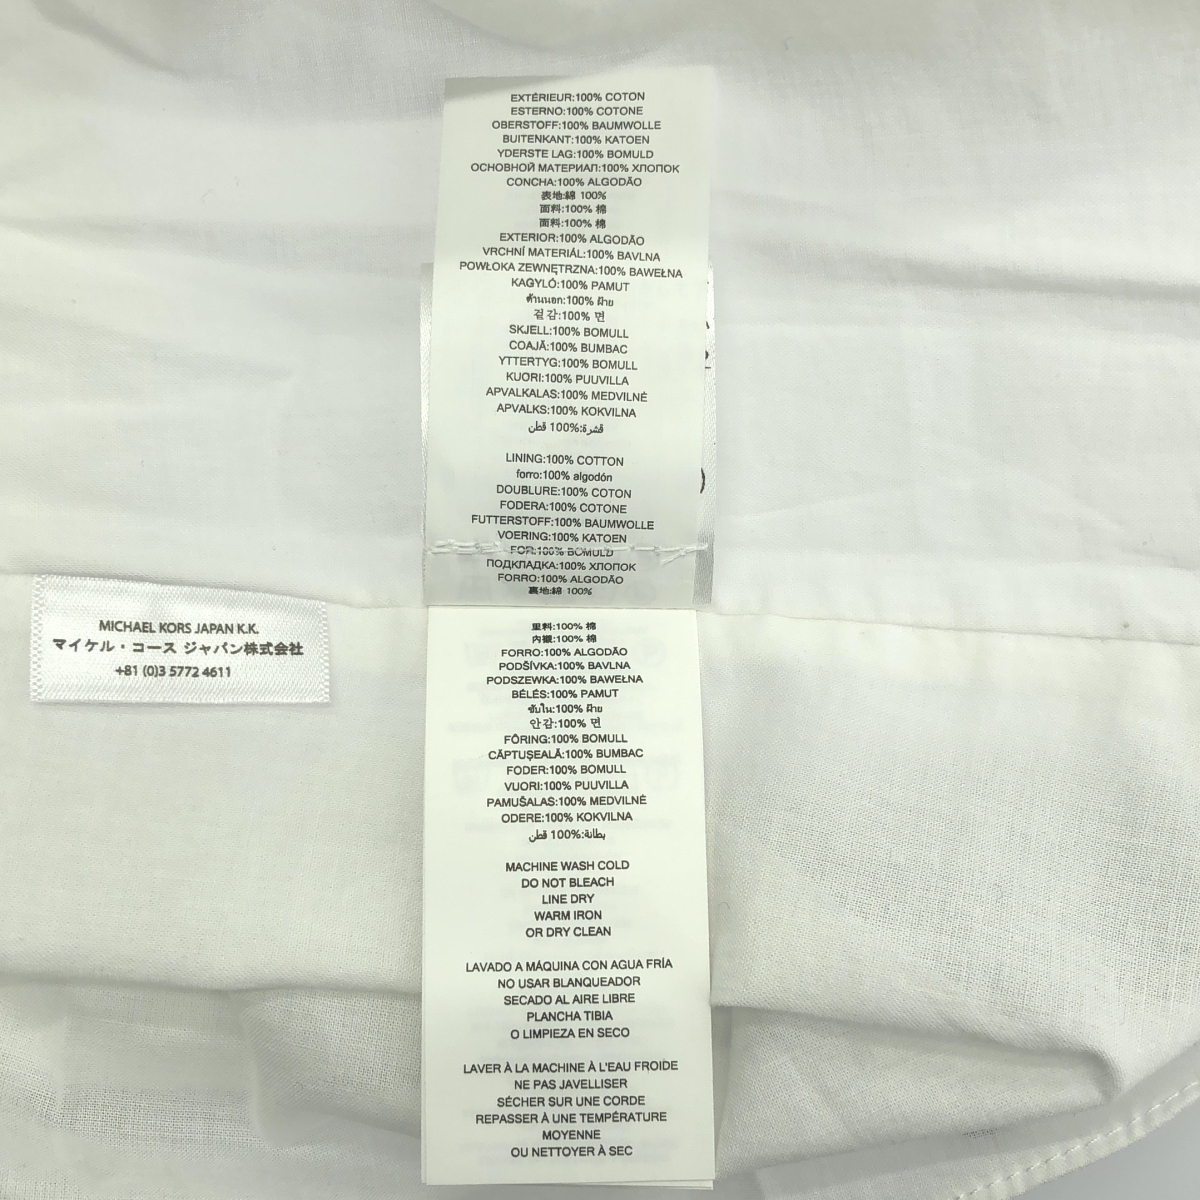 EXTÉRIEUR:100% COTON
ESTERNO:100% COTONE
OBERSTOFF:100% BAUMWOLLE
BUITENKANT:100% KATOEN
YDERSTE LAG:100% BOMULD
ОСНОВНОЙ МАТЕРИАЛ:100% ХЛОПОК
CONCHA:100% ALGODÃO
表地:綿 100%
面料:100% 棉
面料:100% 棉
EXTERIOR:100% ALGODÃO
VRCHNÍ MATERIÁL:100% BAVLNA
POWŁOKA ZEWNĘTRZNA:100% BAWEŁNA
KAGYLÓ:100% PAMUT
ด้านนอก:100% ฝ้าย
겉감:100% 면
SKJELL:100% BOMULL
COAJĂ:100% BUMBAC
YTTERTYG:100% BOMULL
KUORI:100% PUUVILLA
APVALKALAS:100% MEDVILNĖ
APVALKS:100% KOKVILNA
قشرة:100% قطن
LINING:100% COTTON
forro:100% algodón
DOUBLURE:100% COTON
FODERA:100% COTONE
FUTTERSTOFF:100% BAUMWOLLE
VOERING:100% KATOEN
FOR:100% BOMULD
ПОДКЛАДКА:100% ХЛОПОК
FORRO:100% ALGODÃO
裏地:綿 100%
里料:100% 棉
内襯:100% 棉
FORRO:100% ALGODÃO
PODŠÍVKA:100% BAVLNA
PODSZEWKA:100% BAWEŁNA
BÉLÉS:100% PAMUT
ซับใน:100% ฝ้าย
안감:100% 면
FÔRING:100% BOMULL
CĂPTUŞEALĂ:100% BUMBAC
FODER:100% BOMULL
VUORI:100% PUUVILLA
PAMUŠALAS:100% MEDVILNĖ
ODERE:100% KOKVILNA
بطانة:100% قطن
MACHINE WASH COLD
DO NOT BLEACH
LINE DRY
WARM IRON
OR DRY CLEAN
LAVADO A MÁQUINA CON AGUA FRÍA
NO USAR BLANQUEADOR
SECADO AL AIRE LIBRE
PLANCHA TIBIA
O LIMPIEZA EN SECO
LAVER À LA MACHINE À L'EAU FROIDE
NE PAS JAVELLISER
SÉCHER SUR UNE CORDE
REPASSER À UNE TEMPÉRATURE
MOYENNE
OU NETTOYER À SEC
MICHAEL KORS JAPAN K.K.
マイケル・コース ジャパン株式会社
+81 (0)3 5772 4611